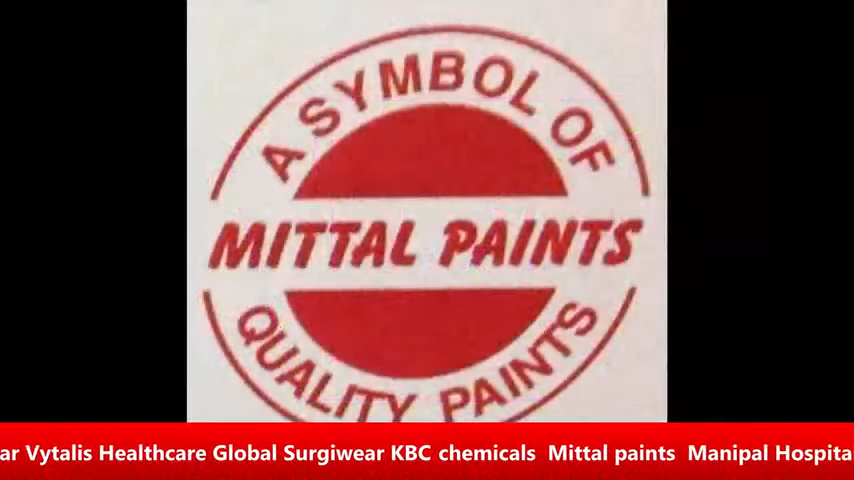 A SYMBOL OF
MITTAL PAINTS
QUALITY PAINTS
Vytalis Healthcare Global Surgiwear KBC chemicals Mittal paints Manipal